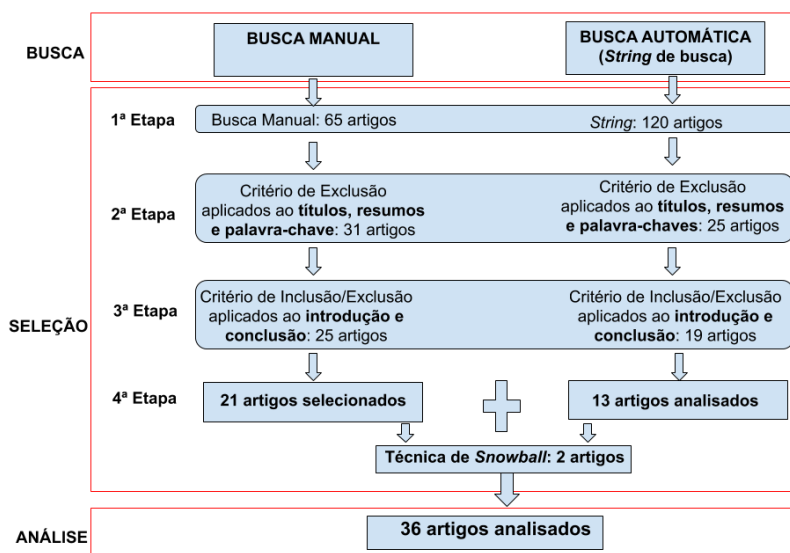 BUSCA
BUSCA MANUAL
BUSCA AUTOMÁTICA
(String de busca)
SELEÇÃO
1ª Etapa
Busca Manual: 65 artigos
String: 120 artigos
2ª Etapa
Critério de Exclusão
aplicados ao títulos, resumos
e palavra-chave: 31 artigos
Critério de Exclusão
aplicados ao títulos, resumos
e palavra-chaves: 25 artigos
3ª Etapa
Critério de Inclusão/Exclusão
aplicados ao introdução e
conclusão: 25 artigos
Critério de Inclusão/Exclusão
aplicados ao introdução e
conclusão: 19 artigos
4ª Etapa
21 artigos selecionados
13 artigos analisados
Técnica de Snowball: 2 artigos
ANÁLISE
36 artigos analisados